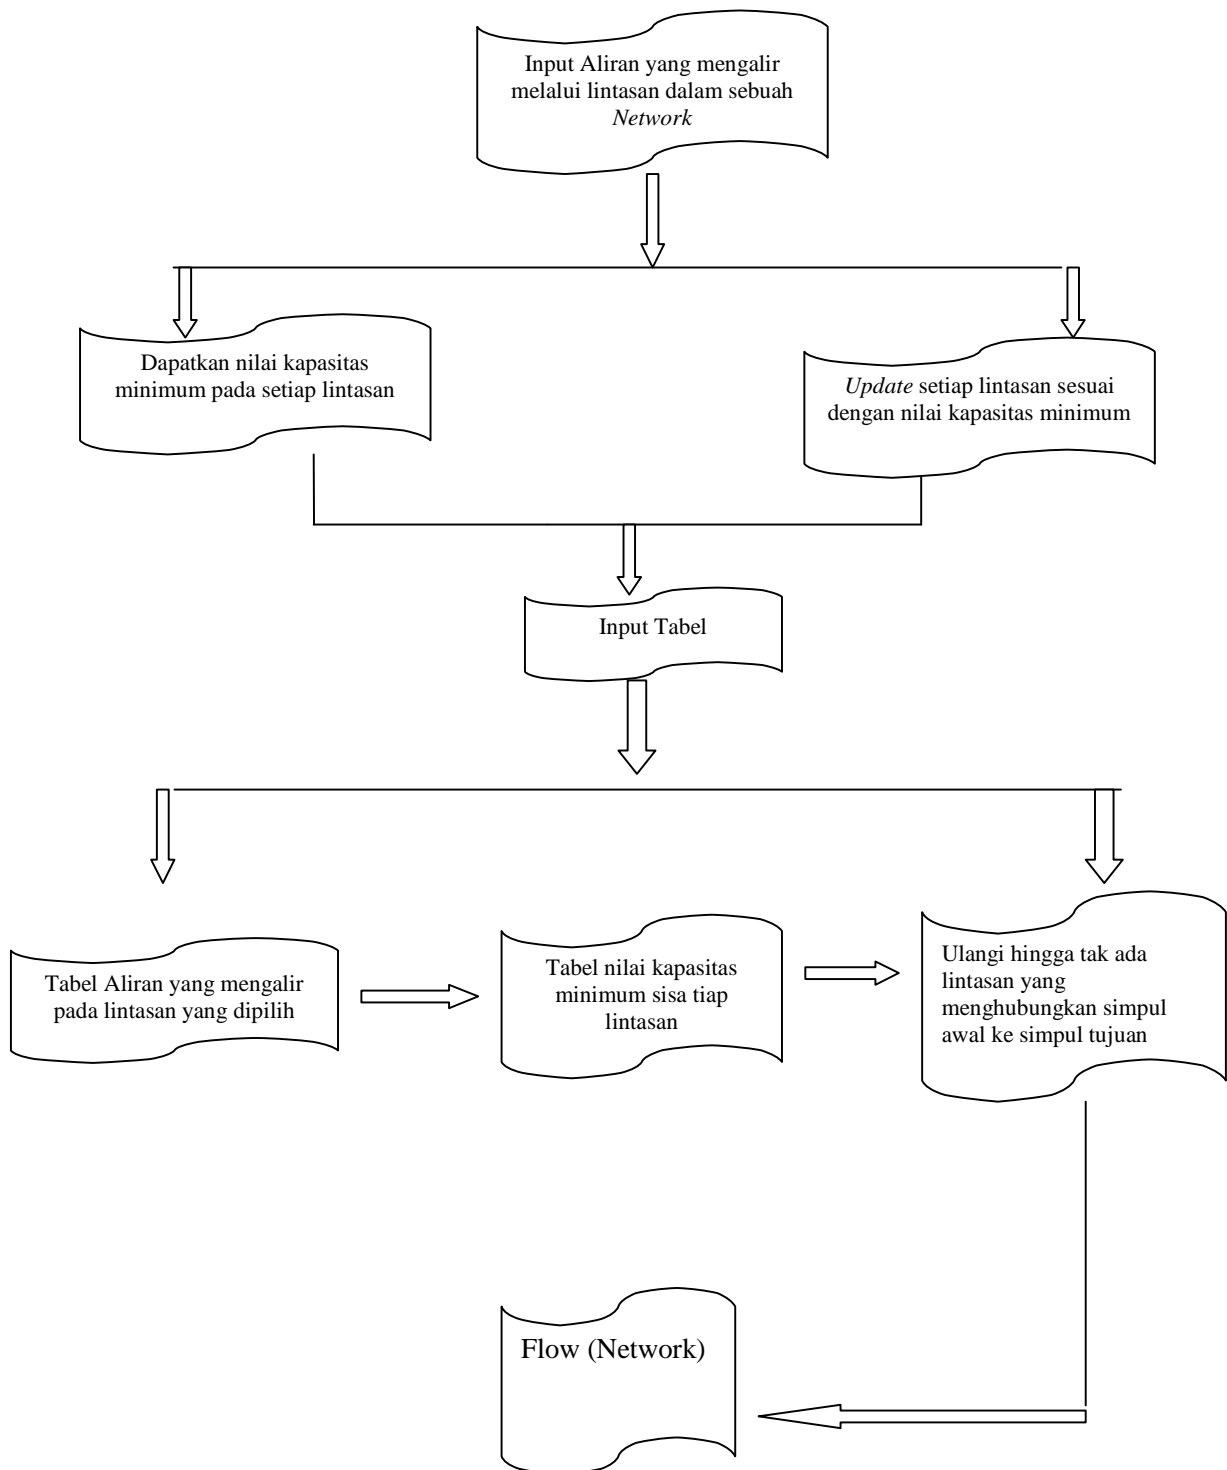 Input Aliran yang mengalir
melalui lintasan dalam sebuah
Network
Dapatkan nilai kapasitas
minimum pada setiap lintasan
Update setiap lintasan sesuai
dengan nilai kapasitas minimum
Input Tabel
Tabel Aliran yang mengalir
pada lintasan yang dipilih
Tabel nilai kapasitas
minimum sisa tiap
lintasan
Ulangi hingga tak ada
lintasan yang
menghubungkan simpul
awal ke simpul tujuan
Flow (Network)